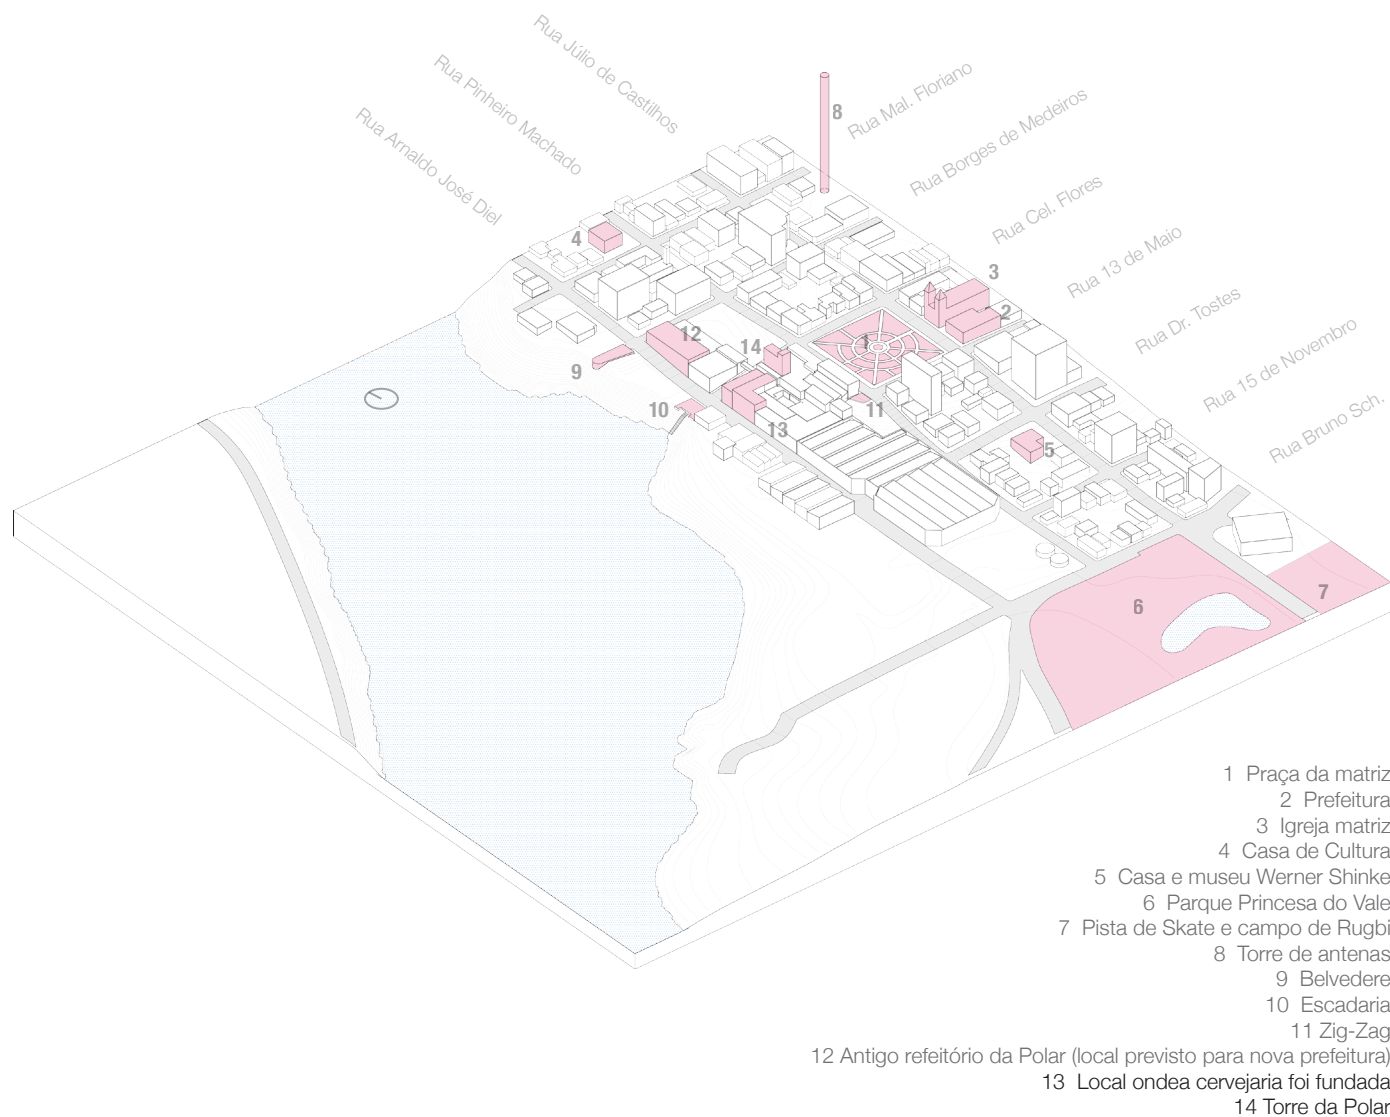 Rua Júlio de Castilhos
Rua Pinheiro Machado
Rua Arnaldo José Diel
Rua Mal. Floriano
Rua Borges de Medeiros
Rua Cel. Flores
Rua 13 de Maio
Rua Dr. Tostes
Rua 15 de Novembro
Rua Bruno Sch.
8
4
3
2
12
14
1
9
10
11
13
5
6
7
1 Praça da matriz
2 Prefeitura
3 Igreja matriz
4 Casa de Cultura
5 Casa e museu Werner Shinke
6 Parque Princesa do Vale
7 Pista de Skate e campo de Rugbi
8 Torre de antenas
9 Belvedere
10 Escadaria
11 Zig-Zag
12 Antigo refeitório da Polar (local previsto para nova prefeitura)
13 Local ondea cervejaria foi fundada
14 Torre da Polar